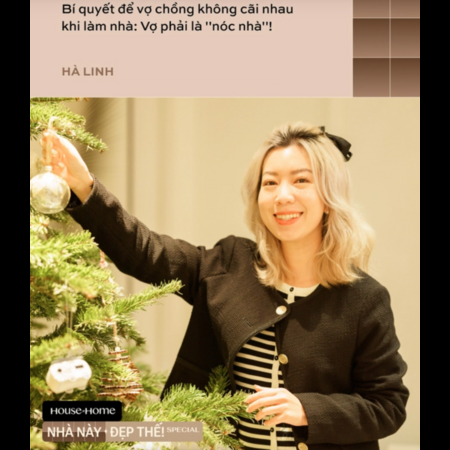 Bí quyết để vợ chồng không cãi nhau
khi làm nhà: Vợ phải là "nóc nhà"!
HÀ LINH
House-Home
NHÀ NÀY ĐẸP THẾ! SPECIAL